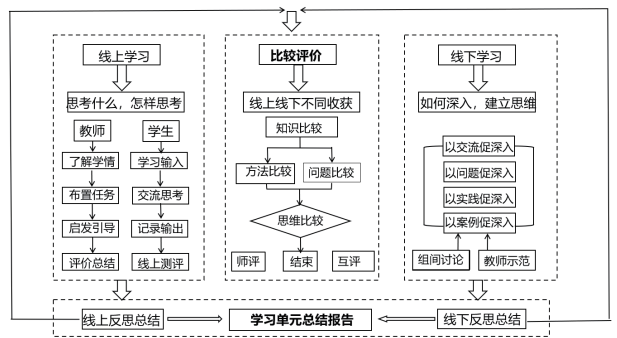 线上学习
比较评价
线下学习
思考什么，怎样思考
线上线下不同收获
如何深入，建立思维
教师
学生
了解学情
学习输入
布置任务
交流思考
启发引导
记录输出
评价总结
线上测评
知识比较
方法比较
问题比较
思维比较
师评
结束
互评
以交流促深入
以问题促深入
以实践促深入
以案例促深入
组间讨论
教师示范
线上反思总结
学习单元总结报告
线下反思总结